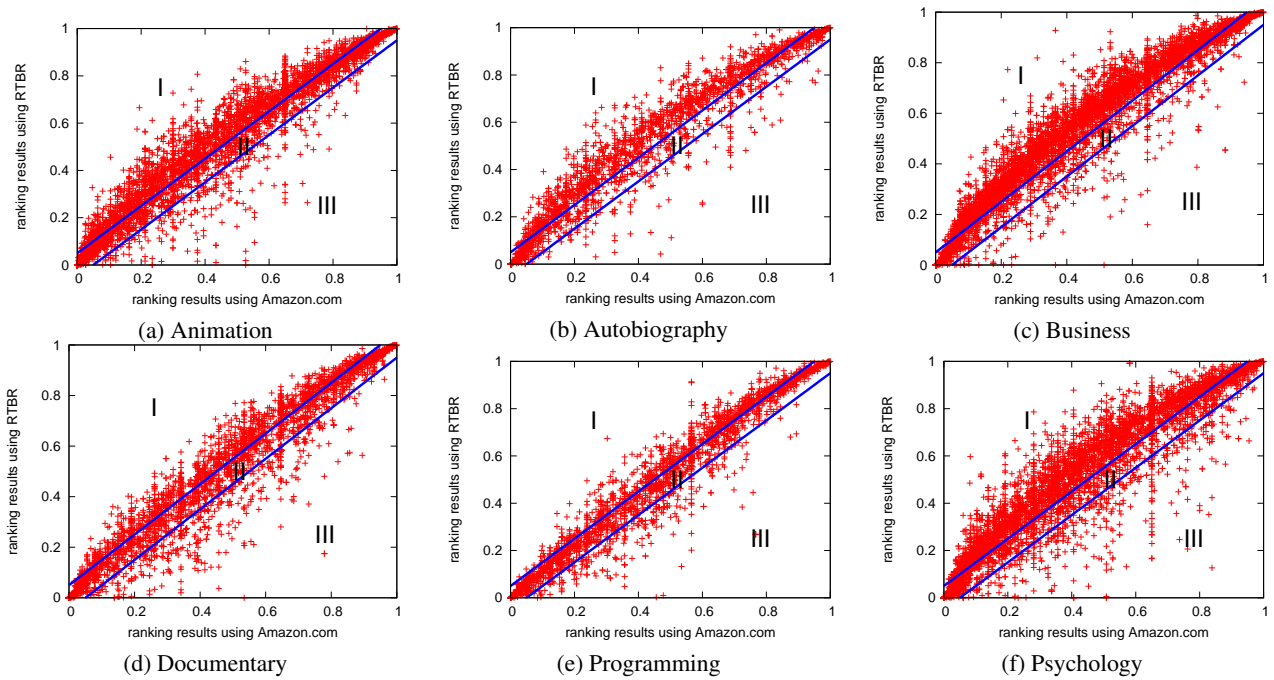 1
0.8
0.6
0.4
0.2
0
0 0.2 0.4 0.6 0.8 1
ranking results using RTBR
ranking results using Amazon.com
I
II
III
(a) Animation
1
0.8
0.6
0.4
0.2
0
0 0.2 0.4 0.6 0.8 1
ranking results using RTBR
ranking results using Amazon.com
I
II
III
(b) Autobiography
1
0.8
0.6
0.4
0.2
0
0 0.2 0.4 0.6 0.8 1
ranking results using RTBR
ranking results using Amazon.com
I
II
III
(c) Business
1
0.8
0.6
0.4
0.2
0
0 0.2 0.4 0.6 0.8 1
ranking results using RTBR
ranking results using Amazon.com
I
II
III
(d) Documentary
1
0.8
0.6
0.4
0.2
0
0 0.2 0.4 0.6 0.8 1
ranking results using RTBR
ranking results using Amazon.com
I
II
III
(e) Programming
1
0.8
0.6
0.4
0.2
0
0 0.2 0.4 0.6 0.8 1
ranking results using RTBR
ranking results using Amazon.com
I
II
III
(f) Psychology